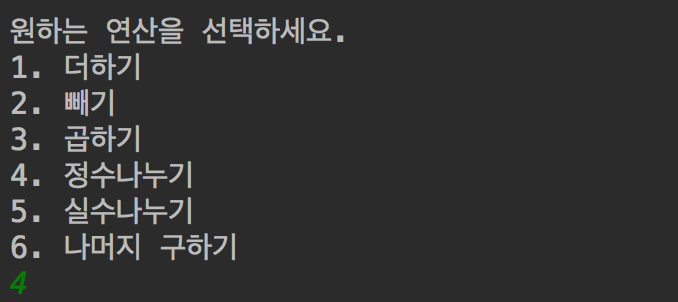 원하는 연산을 선택하세요.
1. 더하기
2. 빼기
3. 곱하기
4. 정수나누기
5. 실수나누기
6. 나머지 구하기
4